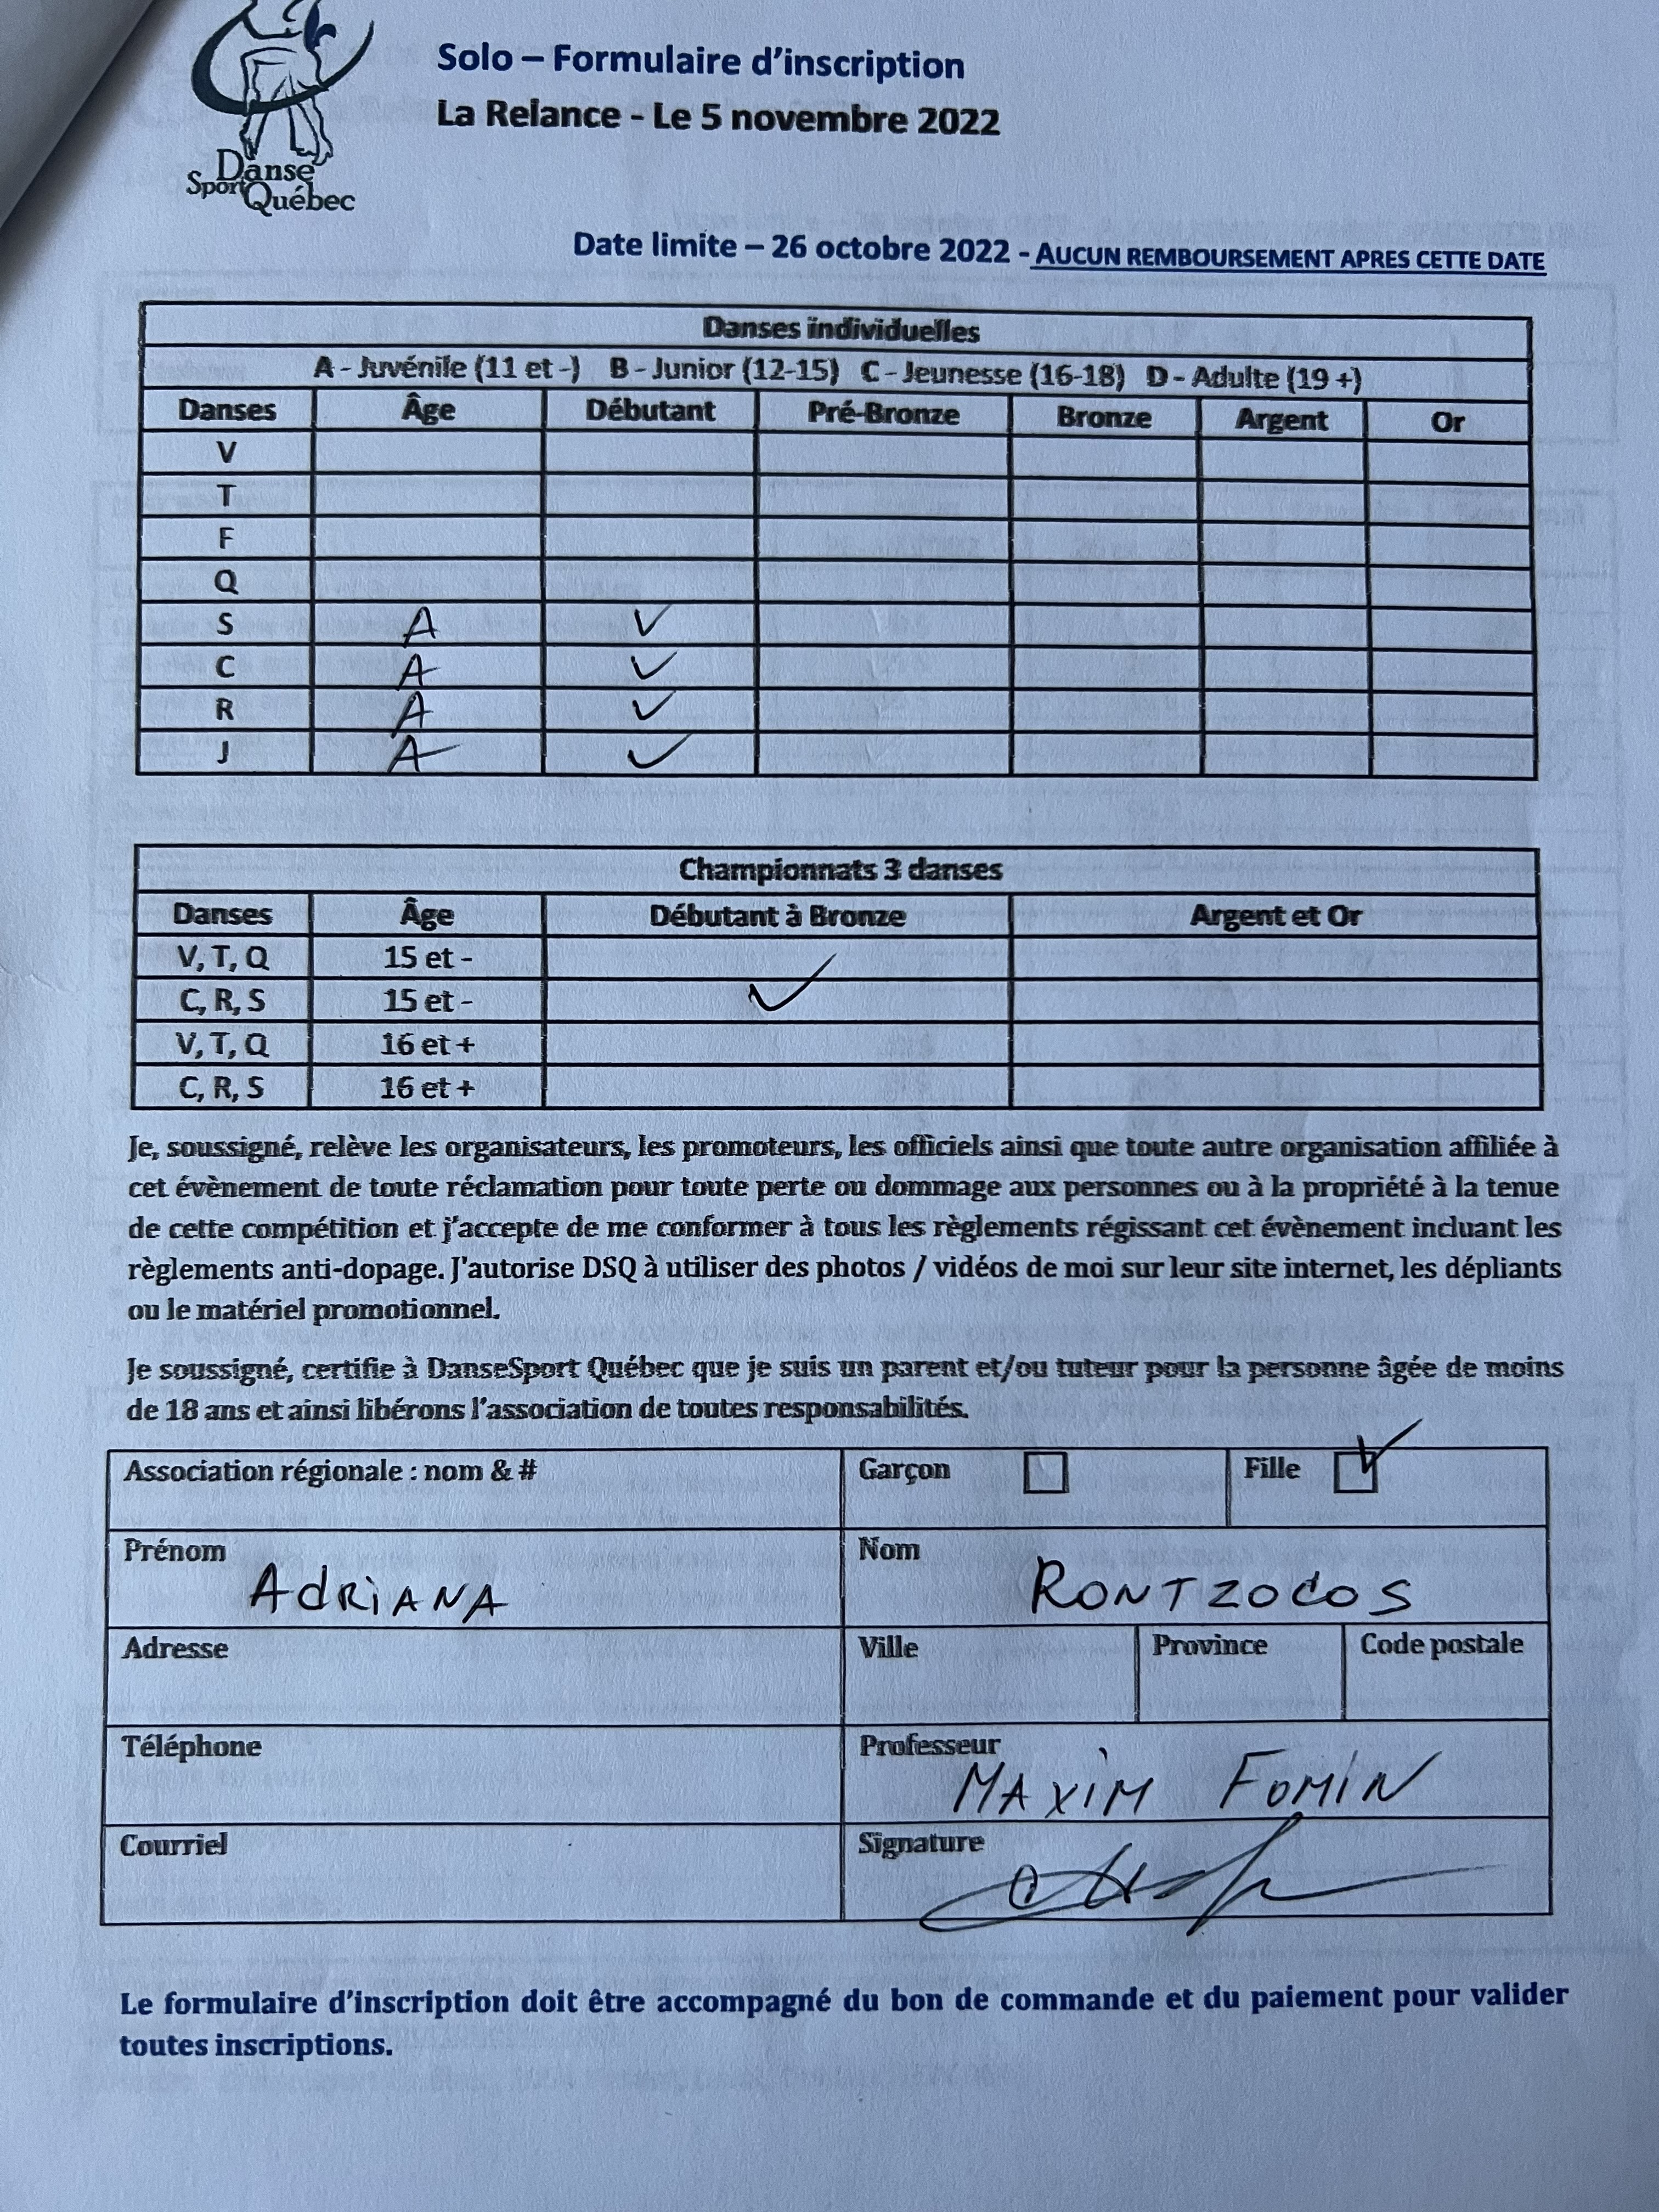 Solo – Formulaire d'inscription
La Relance - Le 5 novembre 2022
Danse
Sport Québec
Date limite – 26 octobre 2022 - AUCUN REMBOURSEMENT APRES CETTE DATE
Danses individuelles
A - Juvénile (11 et -) B - Junior (12-15) C - Jeunesse (16-18) D - Adulte (19 +)
Danses Âge Débutant Pré-Bronze Bronze Argent Or
V
T
F
Q
S A ✓
C A ✓
R A ✓
J A ✓
Championnats 3 danses
Danses Âge Débutant à Bronze Argent et Or
V, T, Q 15 et -
C, R, S 15 et - ✓
V, T, Q 16 et +
C, R, S 16 et +
Je, soussigné, relève les organisateurs, les promoteurs, les officiels ainsi que toute autre organisation affiliée à
cet évènement de toute réclamation pour toute perte ou dommage aux personnes ou à la propriété à la tenue
de cette compétition et j'accepte de me conformer à tous les règlements régissant cet évènement incluant les
règlements anti-dopage. J'autorise DSQ à utiliser des photos / vidéos de moi sur leur site internet, les dépliants
ou le matériel promotionnel.
Je soussigné, certifie à DanseSport Québec que je suis un parent et/ou tuteur pour la personne âgée de moins
de 18 ans et ainsi libérons l'association de toutes responsabilités.
Association régionale : nom & # Garçon ☐ Fille ☑
Prénom Nom
AdRiANA RONTZOCOS
Adresse Ville Province Code postale
Téléphone Professeur
MAXiM FOMIN
Courriel Signature
Le formulaire d'inscription doit être accompagné du bon de commande et du paiement pour valider
toutes inscriptions.